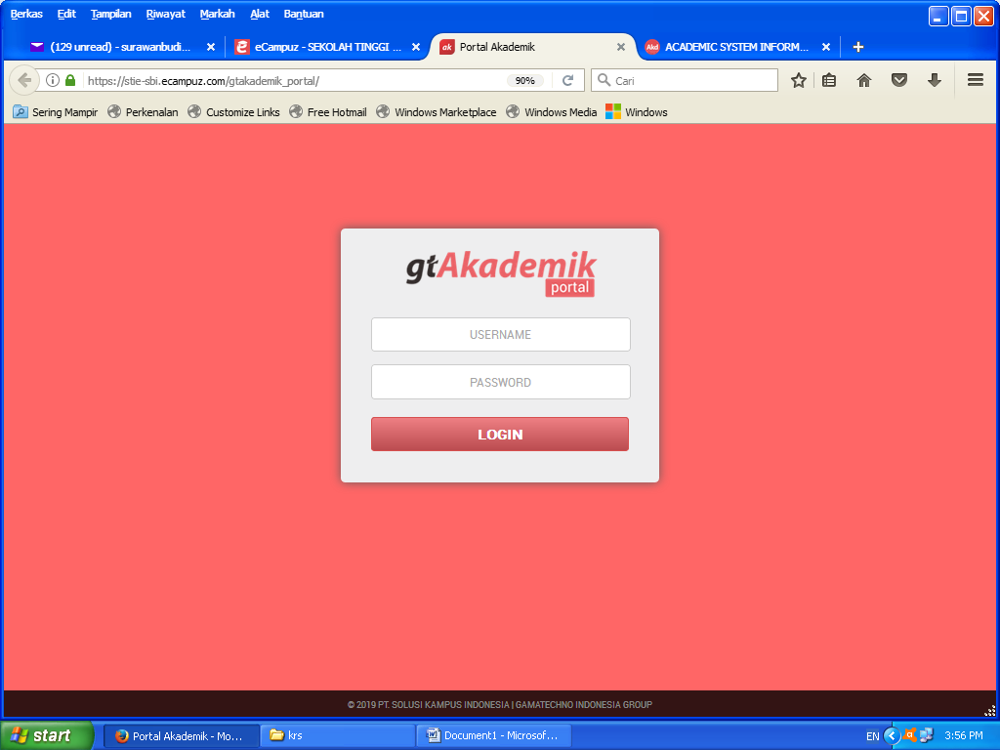 Berkas Edit Tampilan Riwayat Markah Alat Bantuan
(129 unread) - surawanbudi... eCampuz - SEKOLAH TINGGI ... ak Portal Akademik Akd ACADEMIC SYSTEM INFORM...
https://stie-sbi.ecampuz.com/gtakademik_portal/ 90% Cari
Sering Mampir Perkenalan Customize Links Free Hotmail Windows Marketplace Windows Media Windows
gtAkademik
portal
USERNAME
PASSWORD
LOGIN
© 2019 PT. SOLUSI KAMPUS INDONESIA | GAMATECHNO INDONESIA GROUP
start Portal Akademik - Mo... krs Document1 - Microsof... EN 3:56 PM